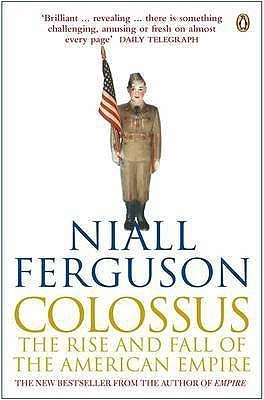 'Brilliant ... revealing ... there is something
challenging, amusing or fresh on almost
every page' DAILY TELEGRAPH
NIALL
FERGUSON
COLOSSUS
THE RISE AND FALL OF
THE AMERICAN EMPIRE
THE NEW BESTSELLER FROM THE AUTHOR OF EMPIRE